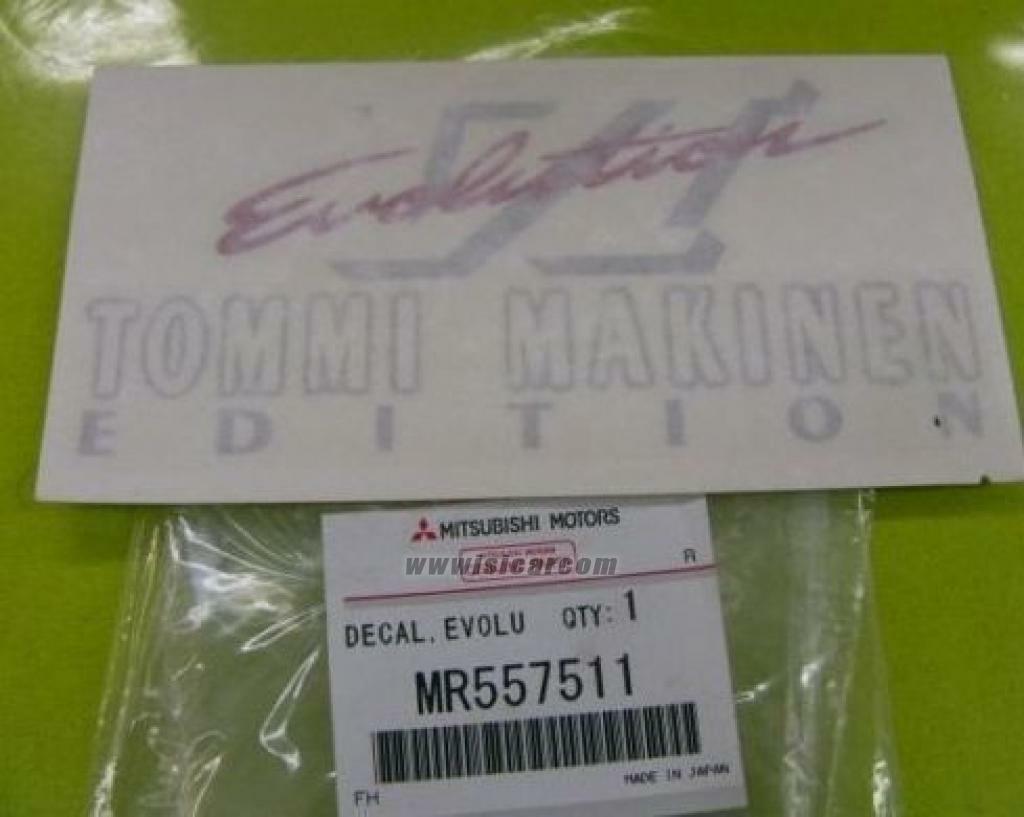 Evolution
TOMMI MAKINEN
EDITION
MITSUBISHI MOTORS
www.isicar.com
R
DECAL, EVOLU QTY: 1
MR557511
MADE IN JAPAN
FH